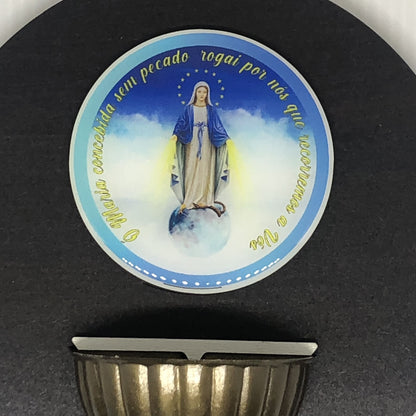 Ó Maria concebida sem pecado rogai por nós que recorremos a Vós